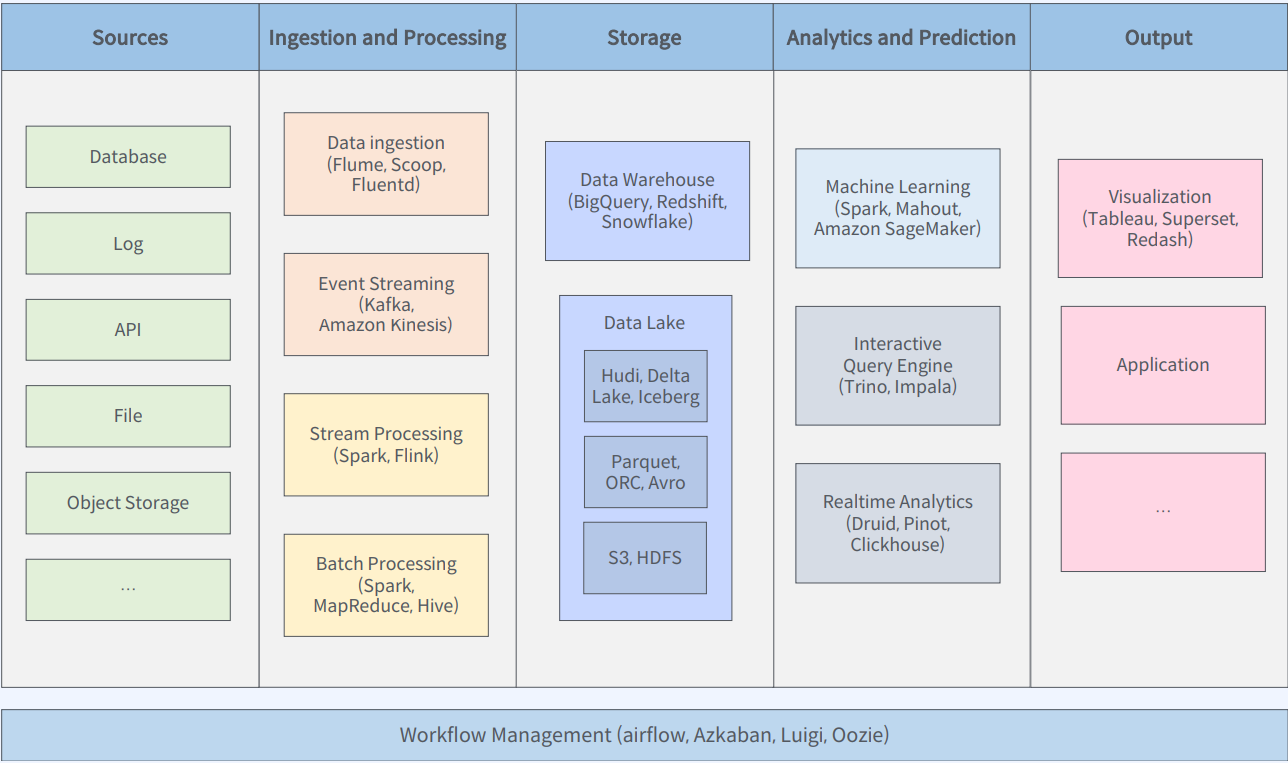 Sources
Ingestion and Processing
Storage
Analytics and Prediction
Output
Database
Log
API
File
Object Storage
...
Data ingestion
(Flume, Scoop,
Fluentd)
Event Streaming
(Kafka,
Amazon Kinesis)
Stream Processing
(Spark, Flink)
Batch Processing
(Spark,
MapReduce, Hive)
Data Warehouse
(BigQuery, Redshift,
Snowflake)
Data Lake
Hudi, Delta
Lake, Iceberg
Parquet,
ORC, Avro
S3, HDFS
Machine Learning
(Spark, Mahout,
Amazon SageMaker)
Interactive
Query Engine
(Trino, Impala)
Realtime Analytics
(Druid, Pinot,
Clickhouse)
Visualization
(Tableau, Superset,
Redash)
Application
...
Workflow Management (airflow, Azkaban, Luigi, Oozie)